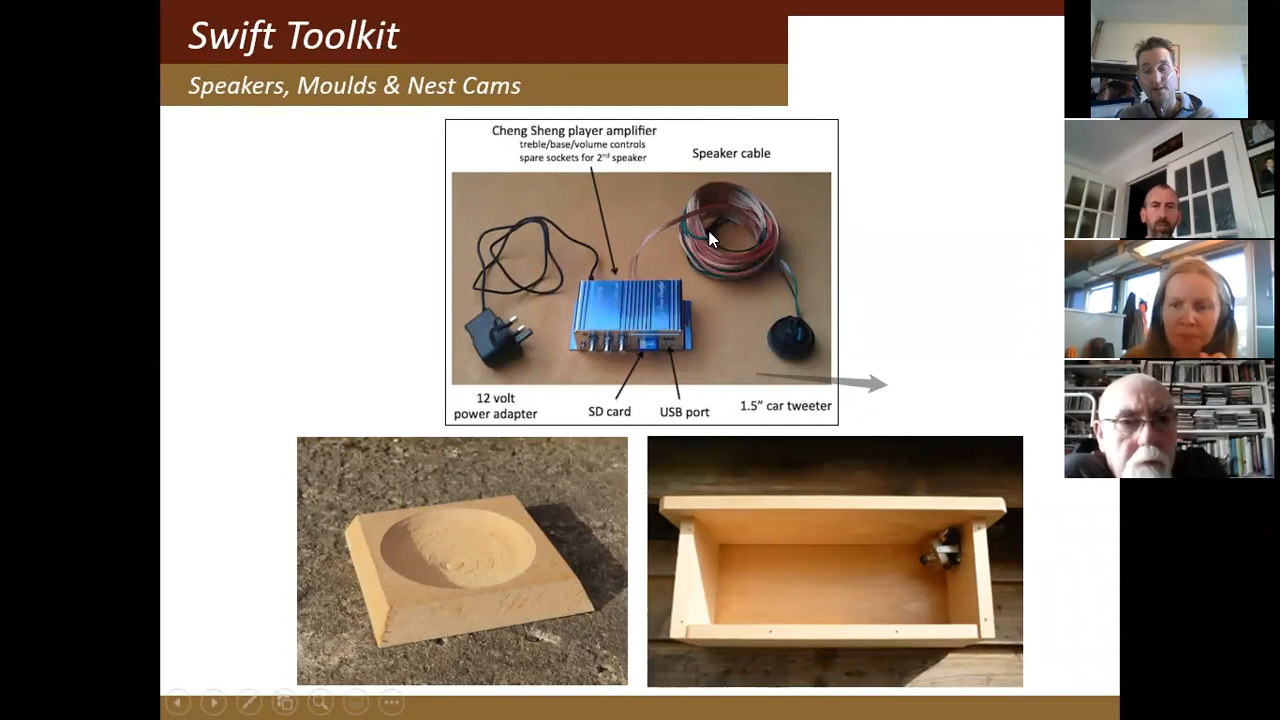 Swift Toolkit
Speakers, Moulds & Nest Cams
Cheng Sheng player amplifier
treble/base/volume controls
spare sockets for 2nd speaker
Speaker cable
12 volt
power adapter
SD card
USB port
1.5” car tweeter